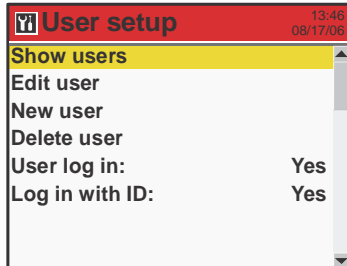 User setup 13:46
08/17/06
Show users
Edit user
New user
Delete user
User log in: Yes
Log in with ID: Yes